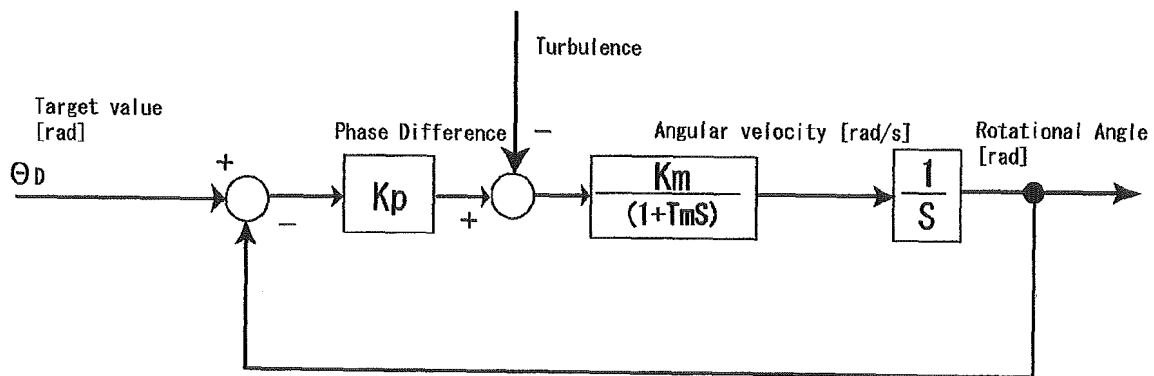 Turbulence
Target value
[rad]
Phase Difference
−
Angular velocity [rad/s]
Rotational Angle
[rad]
+
ΘD
−
Kp
+
Km
(1+TmS)
1
S